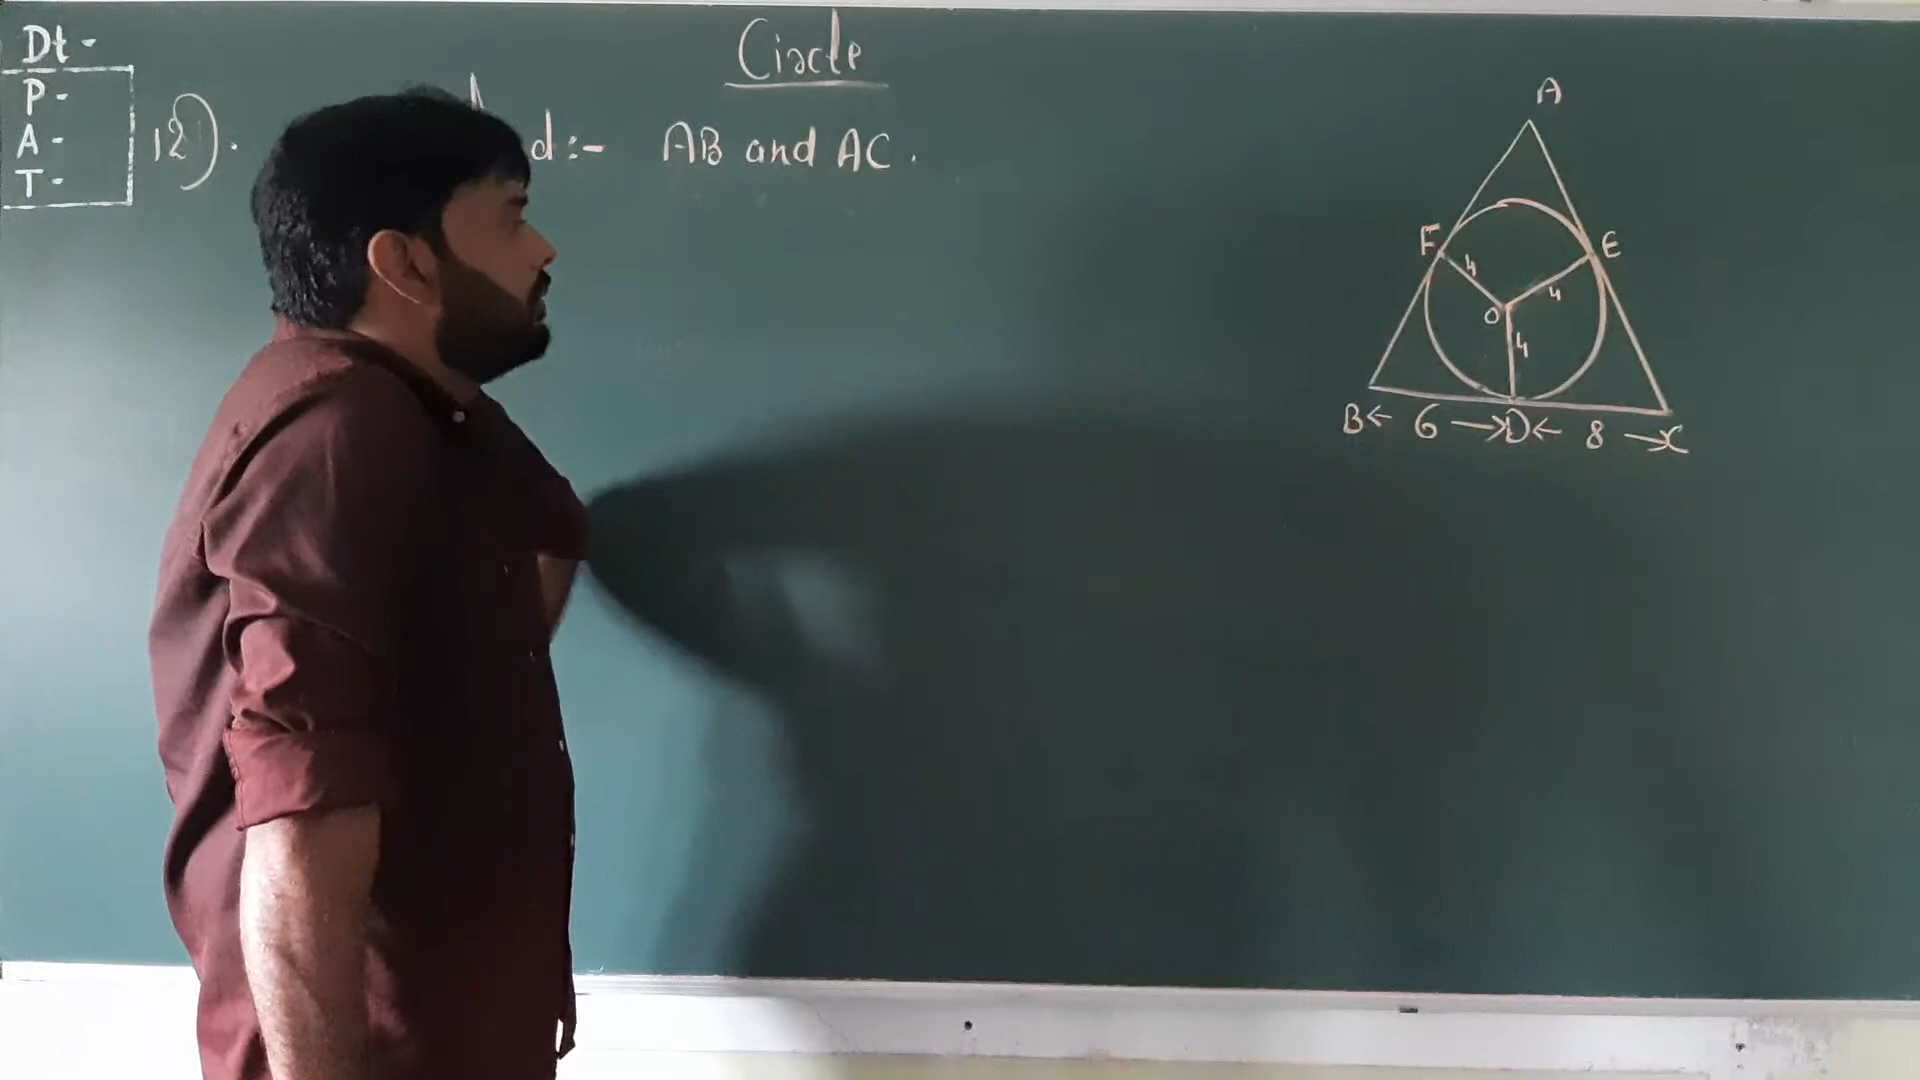 Circle
Dt -
P -
A -
T -
12). d :- AB and AC.
A
F E
4 4
O
4
B← 6 →D← 8 →C